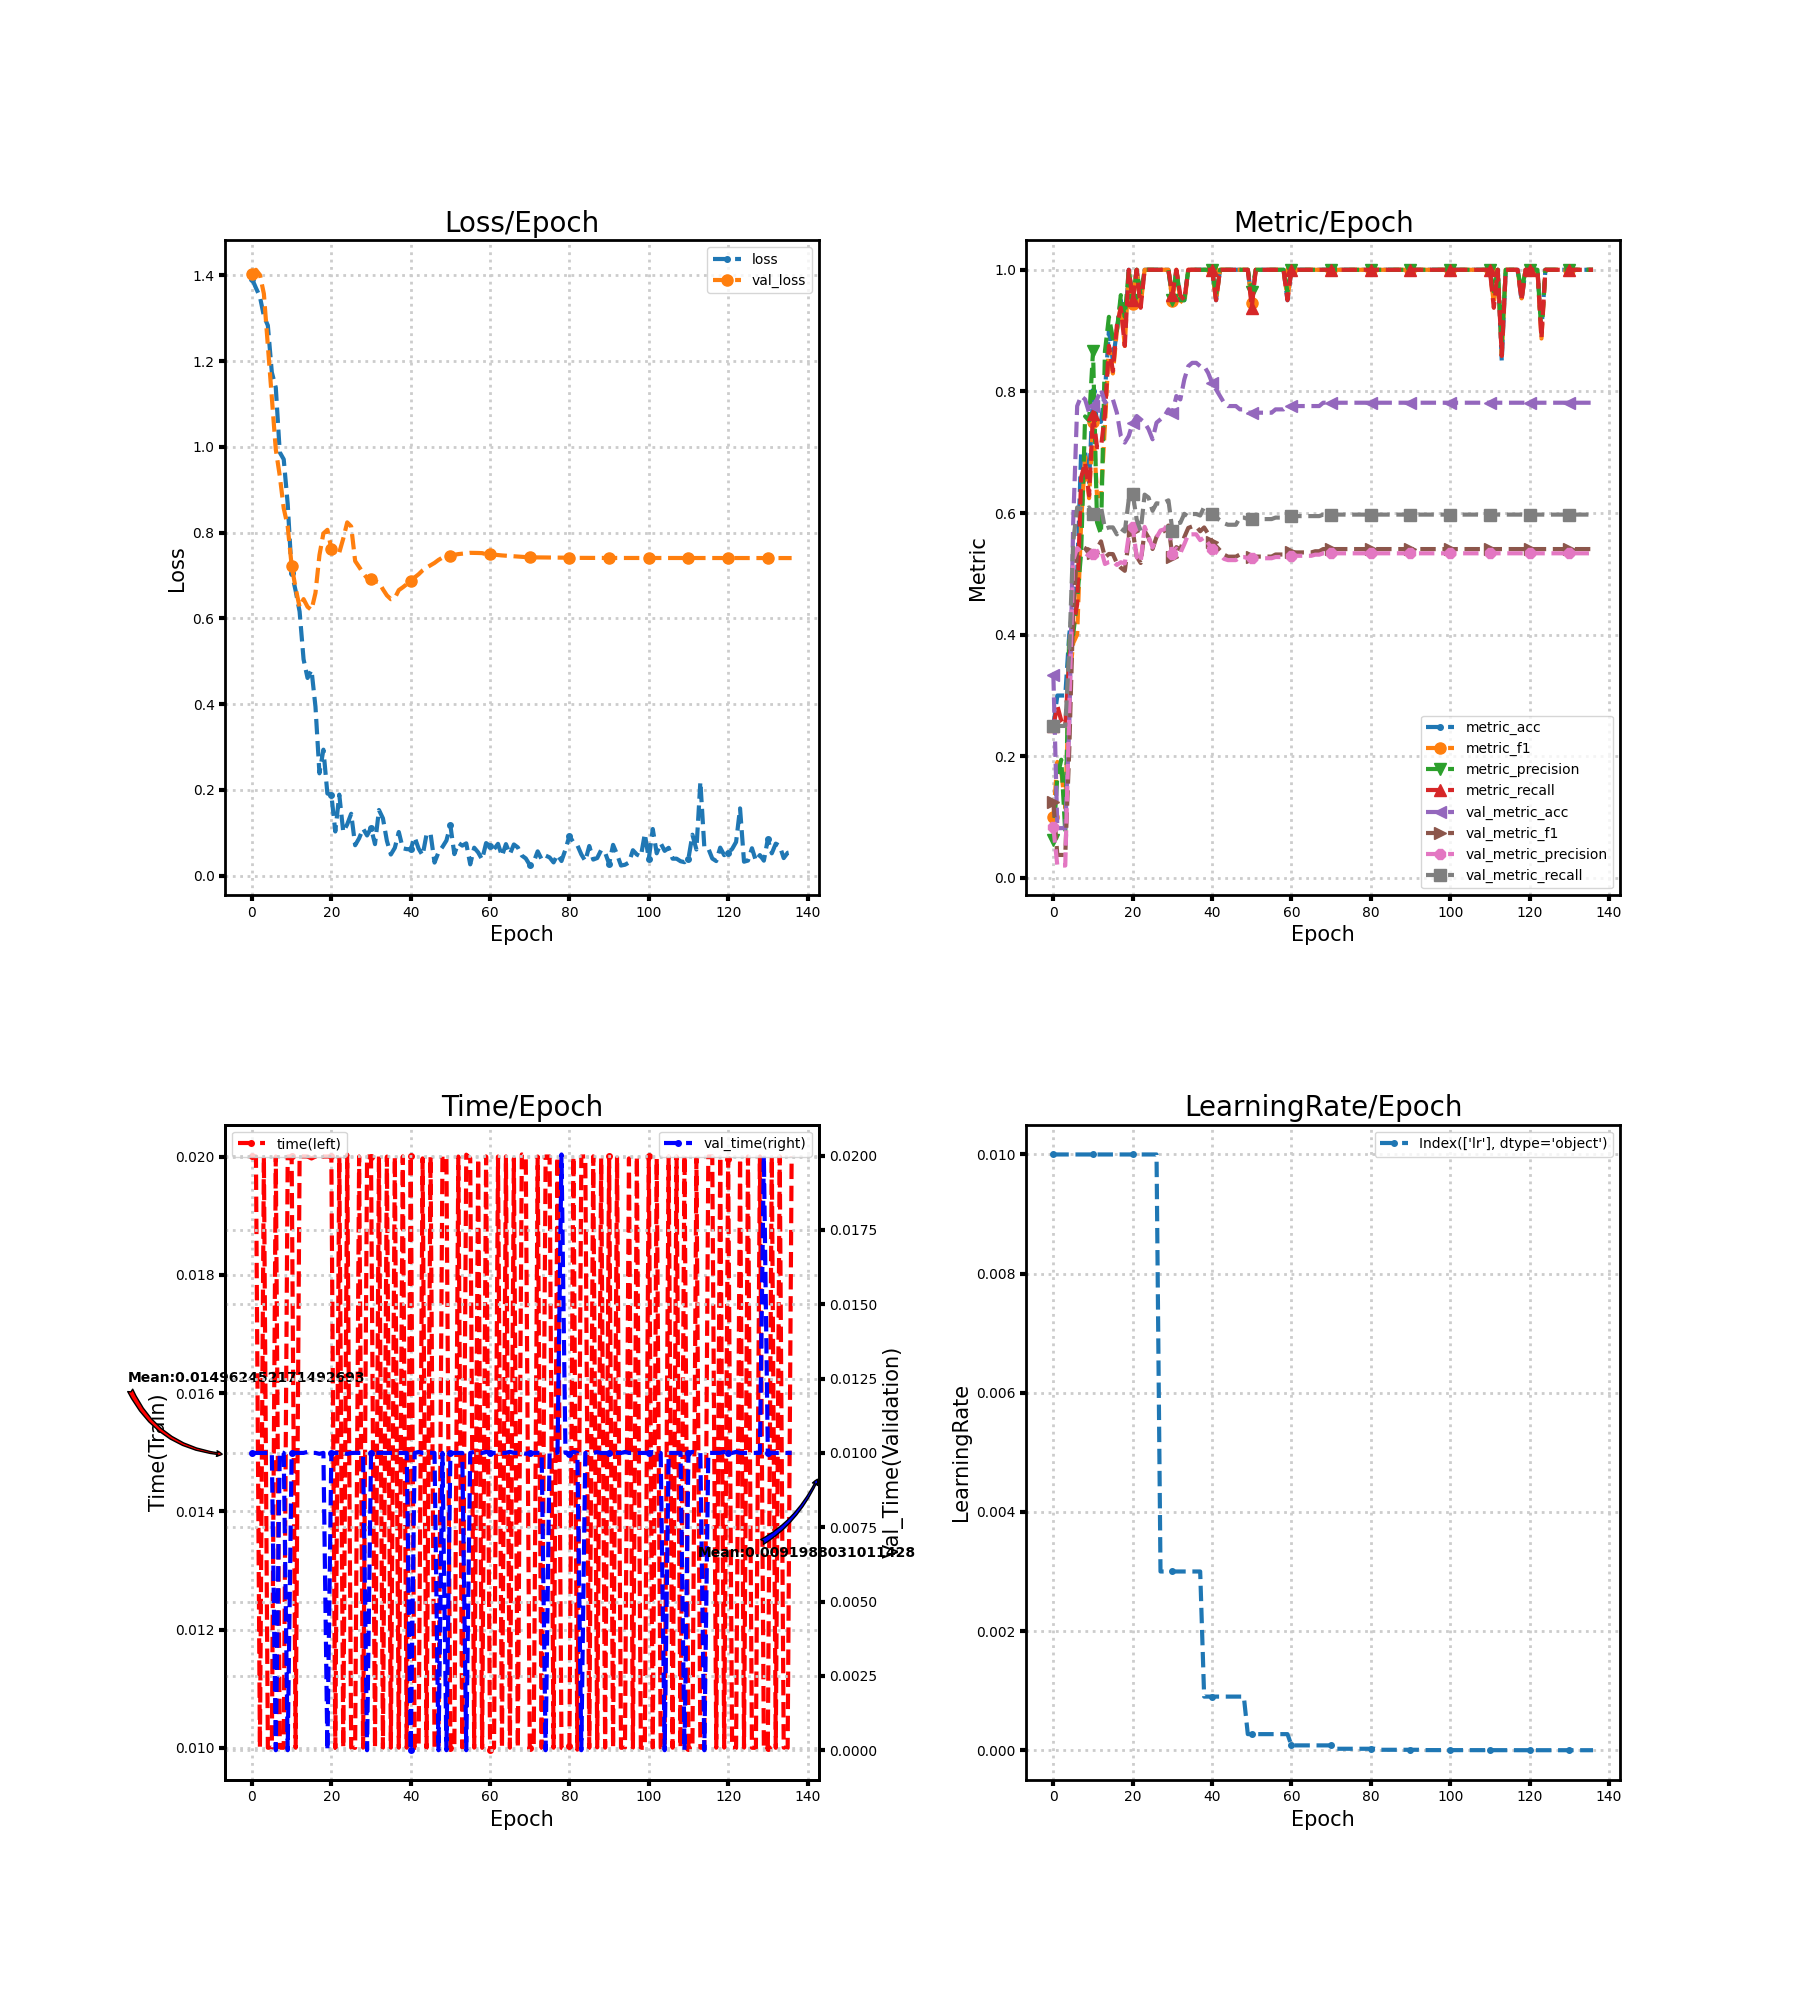 Loss/Epoch
1.4
1.2
1.0
0.8
0.6
0.4
0.2
0.0
Loss
loss
val_loss
0 20 40 60 80 100 120 140
Epoch
Metric/Epoch
1.0
0.8
0.6
0.4
0.2
0.0
Metric
metric_acc
metric_f1
metric_precision
metric_recall
val_metric_acc
val_metric_f1
val_metric_precision
val_metric_recall
0 20 40 60 80 100 120 140
Epoch
Time/Epoch
time(left)
val_time(right)
0.020
0.018
0.016
0.014
0.012
0.010
Time(Train)
Mean:0.014962452171492693
0.0200
0.0175
0.0150
0.0125
0.0100
0.0075
0.0050
0.0025
0.0000
Val_Time(Validation)
Mean:0.0091988031011428
0 20 40 60 80 100 120 140
Epoch
LearningRate/Epoch
Index(['lr'], dtype='object')
0.010
0.008
0.006
0.004
0.002
0.000
LearningRate
0 20 40 60 80 100 120 140
Epoch